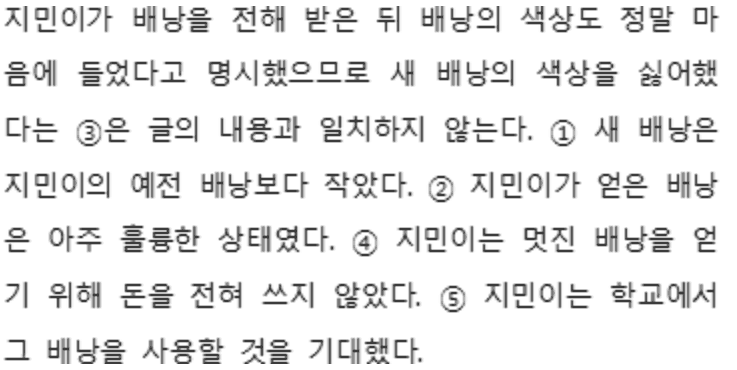 지민이가 배낭을 전해 받은 뒤 배낭의 색상도 정말 마
음에 들었다고 명시했으므로 새 배낭의 색상을 싫어했
다는 ③은 글의 내용과 일치하지 않는다. ① 새 배낭은
지민이의 예전 배낭보다 작았다. ② 지민이가 얻은 배낭
은 아주 훌륭한 상태였다. ④ 지민이는 멋진 배낭을 얻
기 위해 돈을 전혀 쓰지 않았다. ⑤ 지민이는 학교에서
그 배낭을 사용할 것을 기대했다.